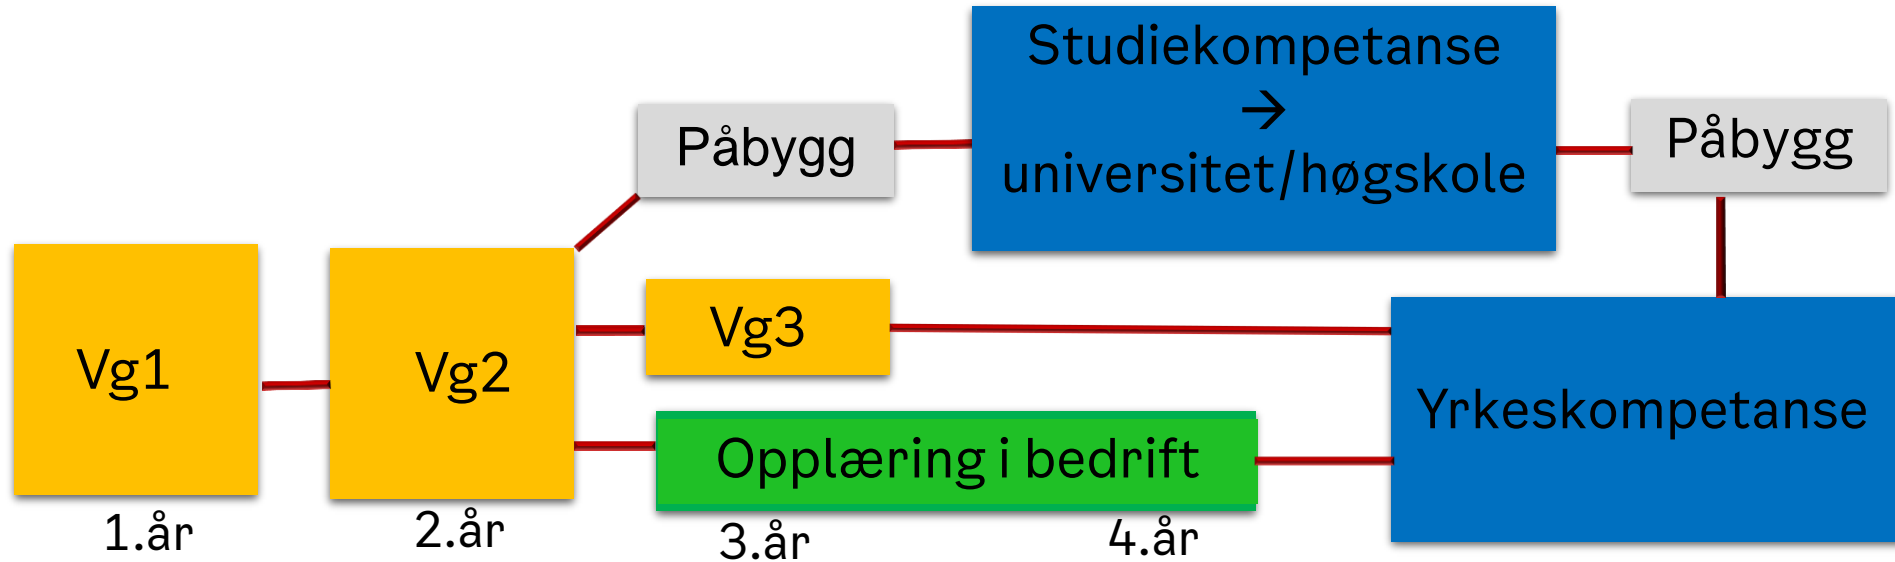 Studiekompetanse
→
universitet/høgskole
Påbygg
Påbygg
Vg1
Vg2
Vg3
Opplæring i bedrift
Yrkeskompetanse
1.år
2.år
3.år
4.år